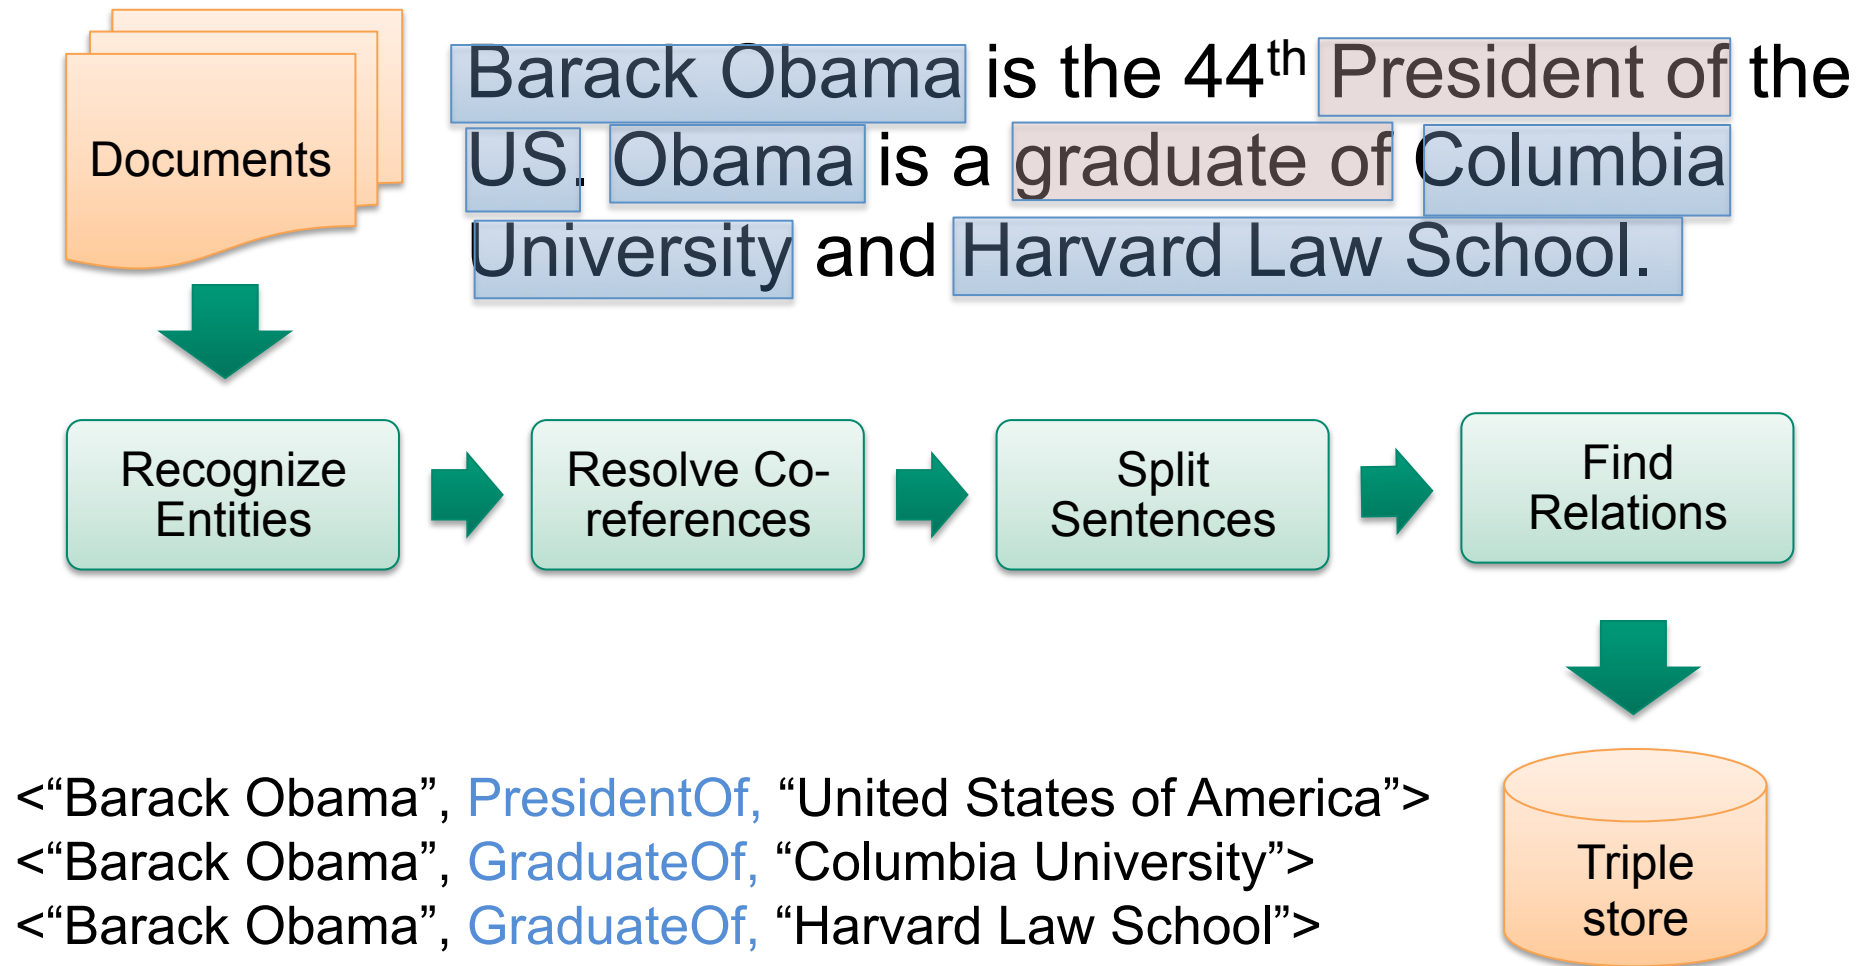 Documents
Barack Obama is the 44th President of the
US. Obama is a graduate of Columbia
University and Harvard Law School.
Recognize
Entities
Resolve Co-
references
Split
Sentences
Find
Relations
<“Barack Obama”, PresidentOf, “United States of America”>
<“Barack Obama”, GraduateOf, “Columbia University”>
<“Barack Obama”, GraduateOf, “Harvard Law School”>
Triple
store